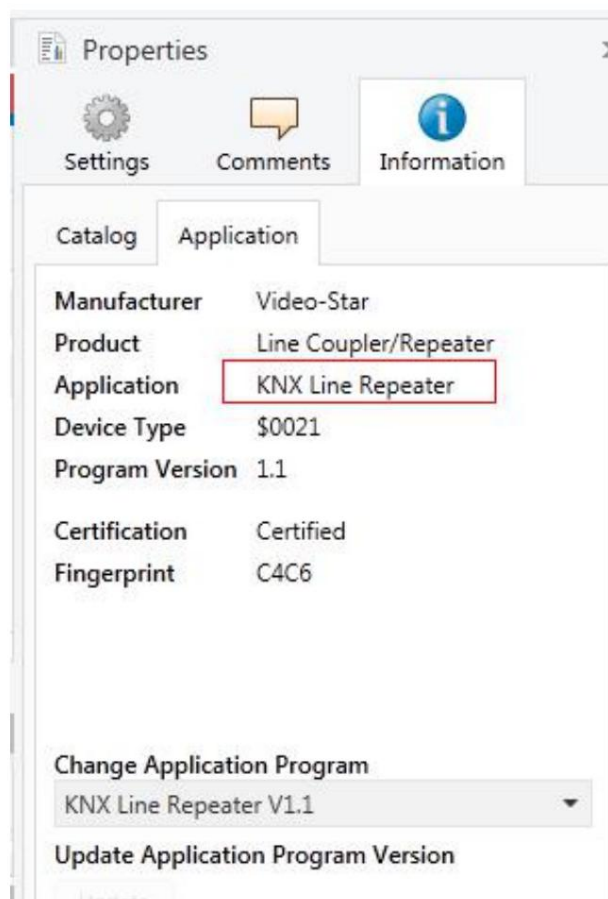 Properties
Settings Comments Information
Catalog Application
Manufacturer Video-Star
Product Line Coupler/Repeater
Application KNX Line Repeater
Device Type $0021
Program Version 1.1
Certification Certified
Fingerprint C4C6
Change Application Program
KNX Line Repeater V1.1
Update Application Program Version